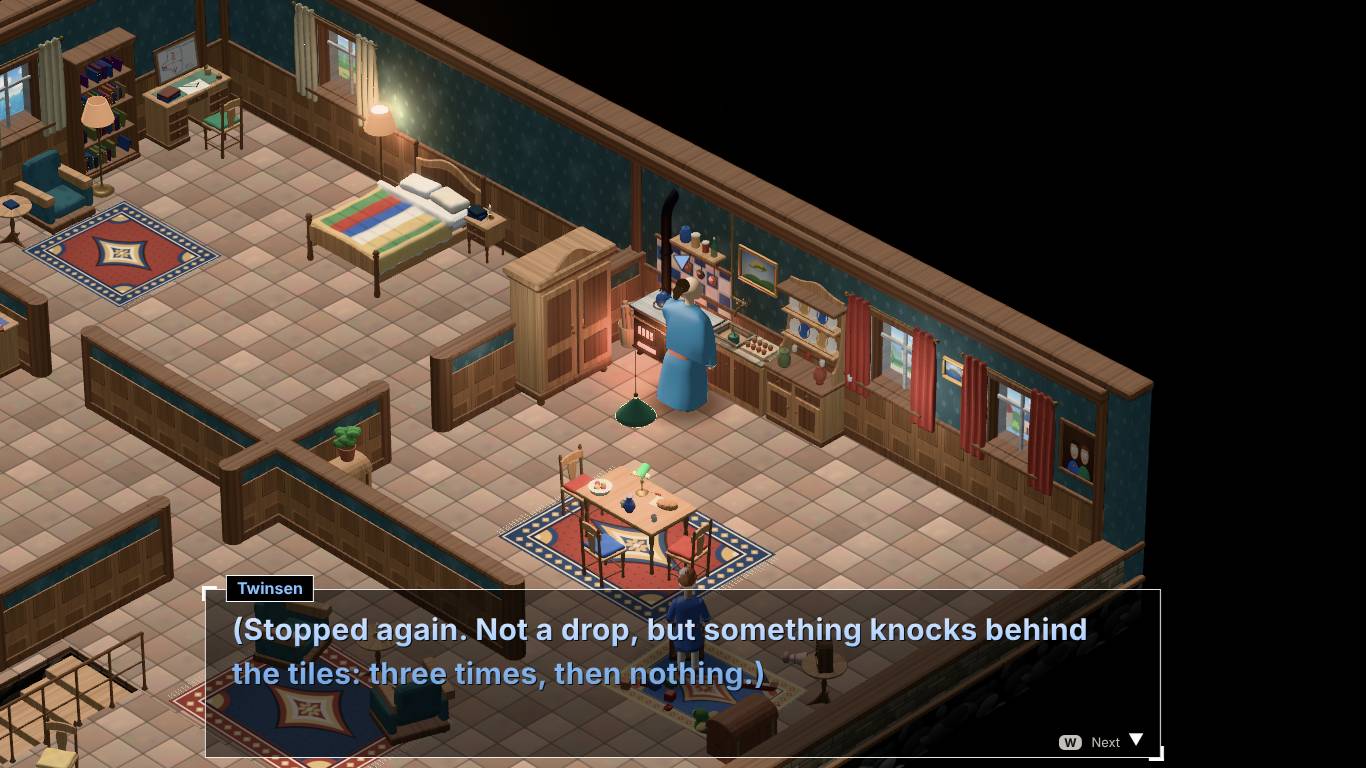 Twinsen
(Stopped again. Not a drop, but something knocks behind
the tiles: three times, then nothing.)
W Next